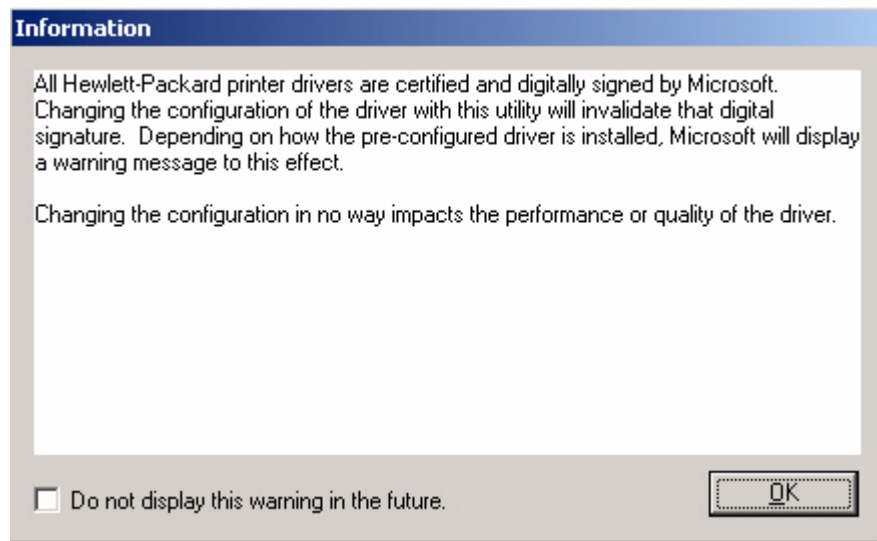 Information
All Hewlett-Packard printer drivers are certified and digitally signed by Microsoft.
Changing the configuration of the driver with this utility will invalidate that digital
signature.  Depending on how the pre-configured driver is installed, Microsoft will display
a warning message to this effect.
Changing the configuration in no way impacts the performance or quality of the driver.
Do not display this warning in the future.
OK